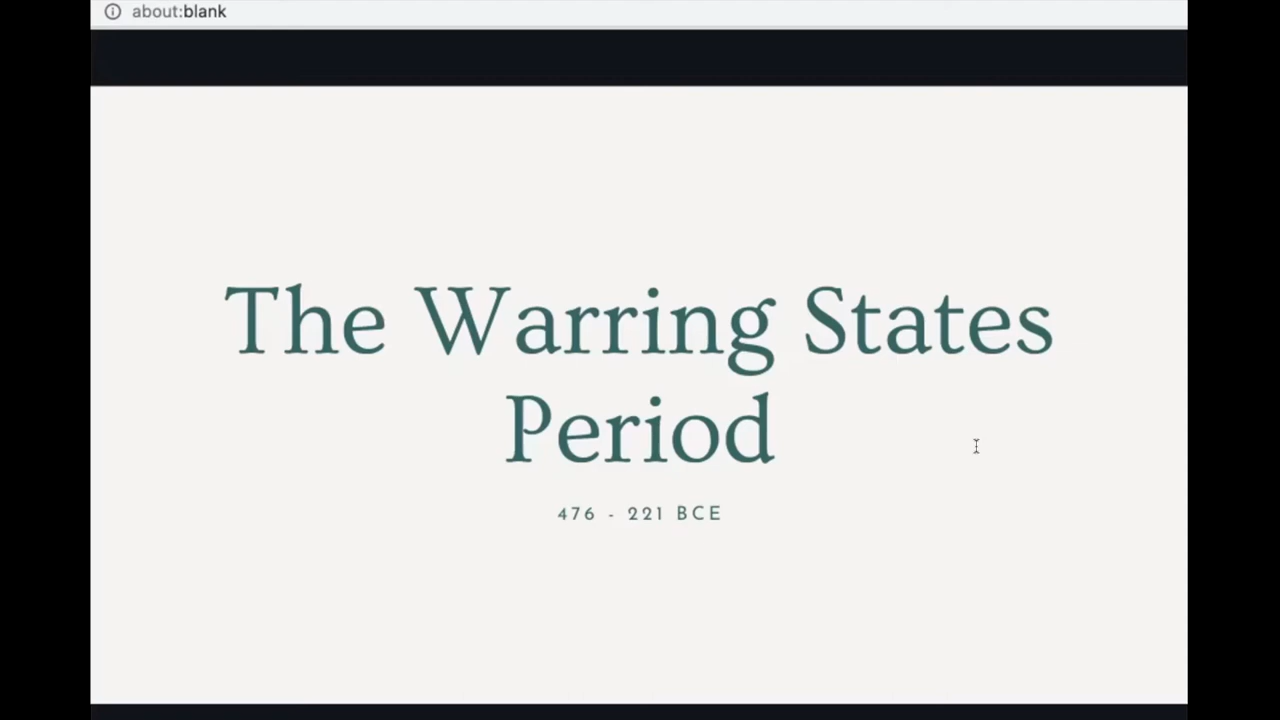 about:blank
The Warring States
Period
476 - 221 BCE